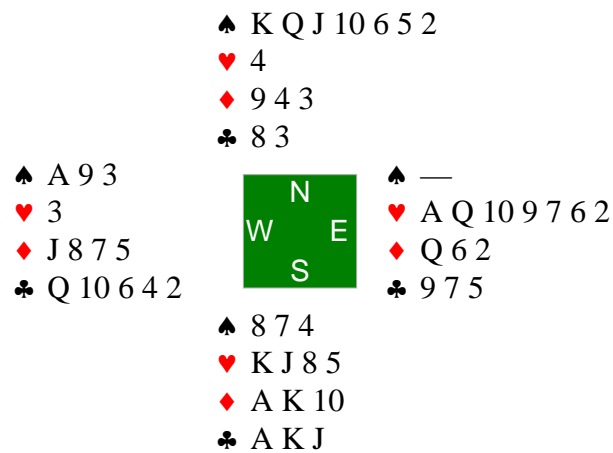 ♠ K Q J 10 6 5 2
♥ 4
♦ 9 4 3
♣ 8 3
♠ A 9 3
♥ 3
♦ J 8 7 5
♣ Q 10 6 4 2
N
W E
S
♠ —
♥ A Q 10 9 7 6 2
♦ Q 6 2
♣ 9 7 5
♠ 8 7 4
♥ K J 8 5
♦ A K 10
♣ A K J